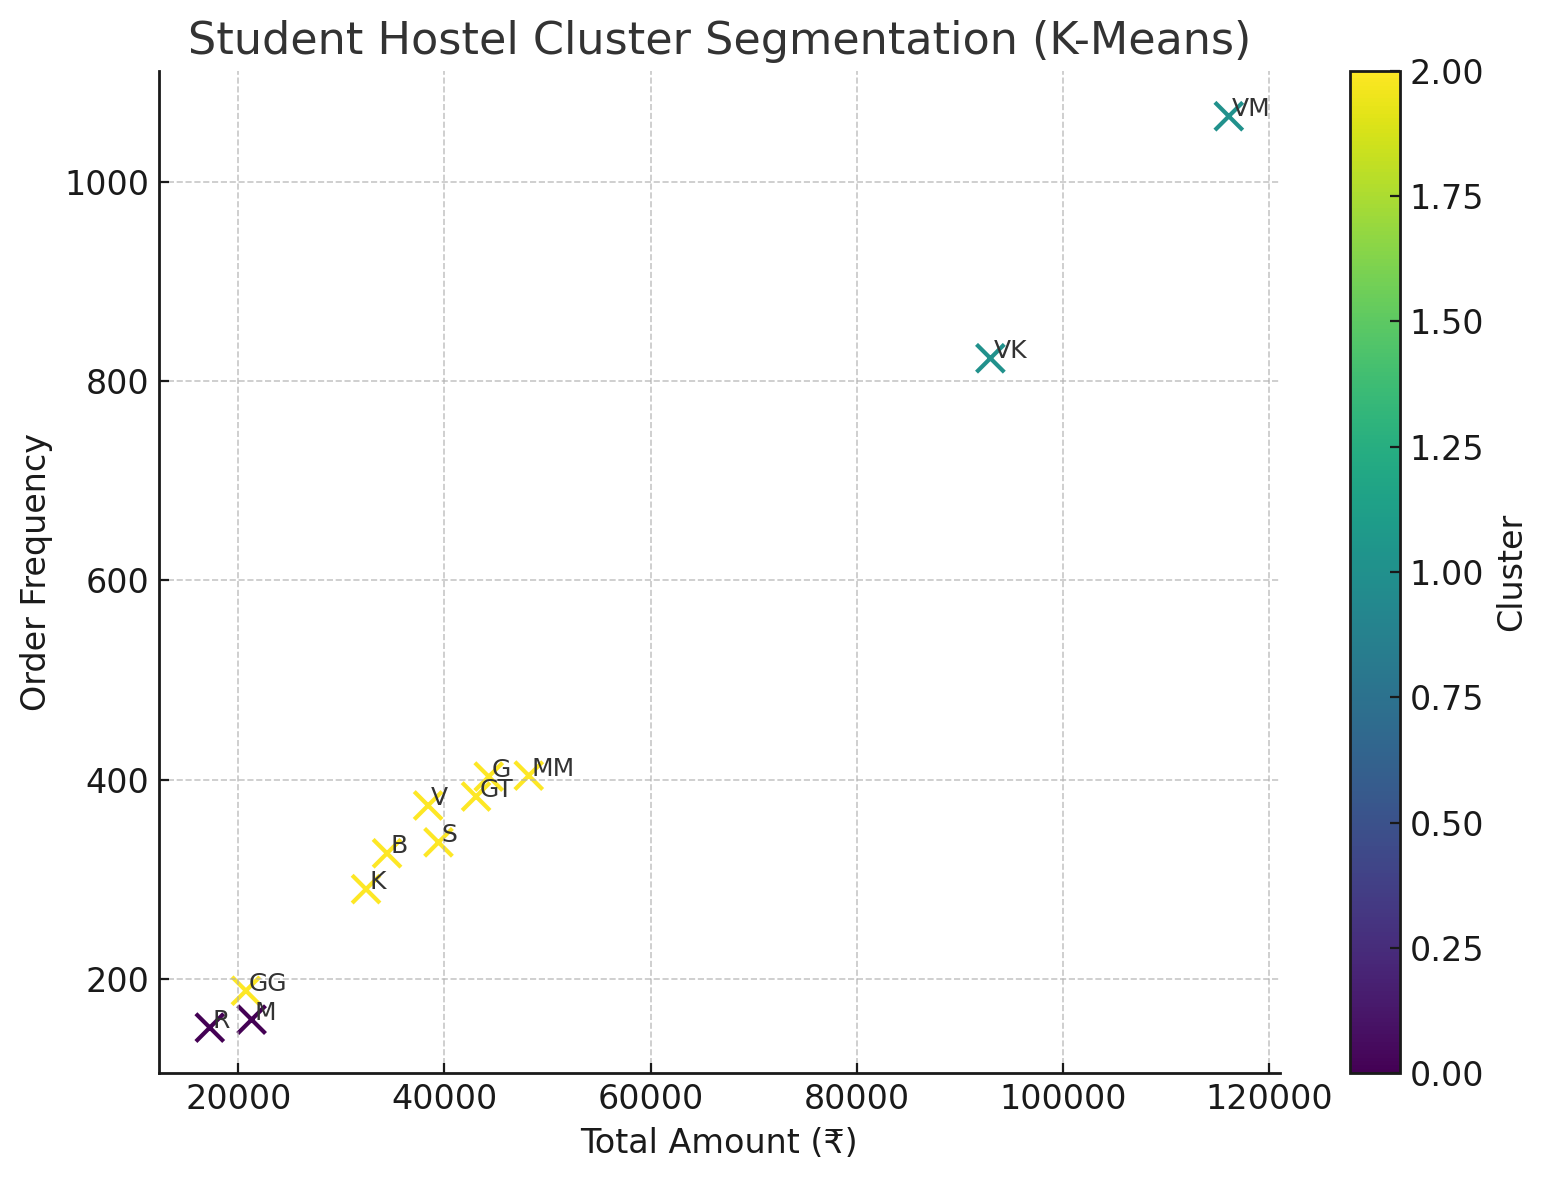 Student Hostel Cluster Segmentation (K-Means)
Order Frequency
1000
800
600
400
200
VM
VK
G
MM
GT
V
S
B
K
GG
M
R
20000
40000
60000
80000
100000
120000
Total Amount (₹)
2.00
1.75
1.50
1.25
1.00
0.75
0.50
0.25
0.00
Cluster